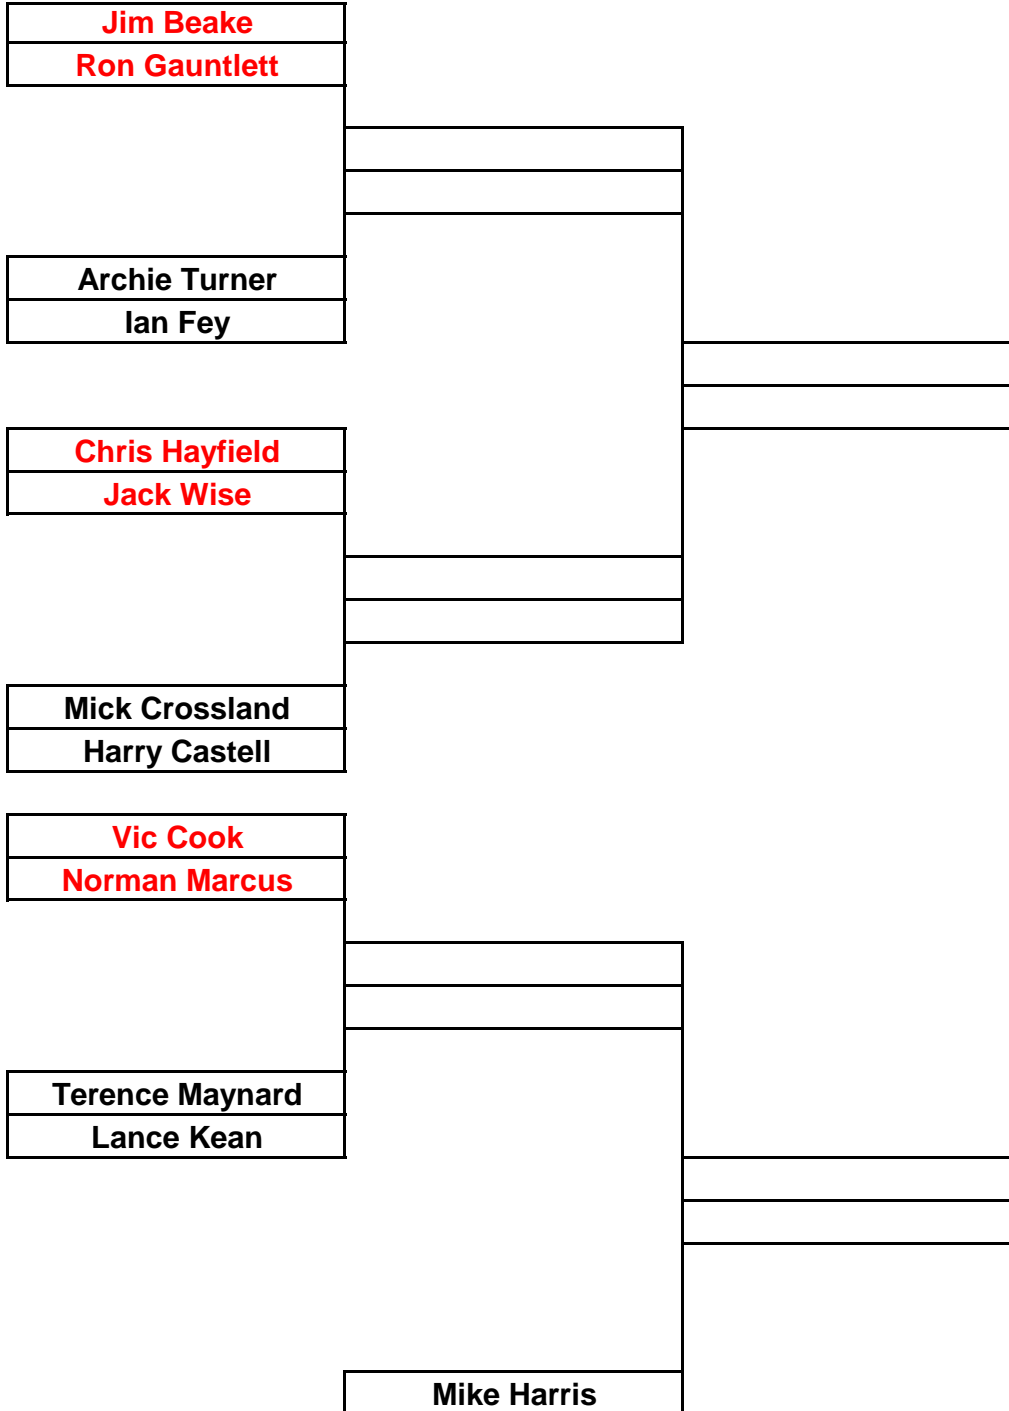 Jim Beake
Ron Gauntlett
Archie Turner
Ian Fey
Chris Hayfield
Jack Wise
Mick Crossland
Harry Castell
Vic Cook
Norman Marcus
Terence Maynard
Lance Kean
Mike Harris